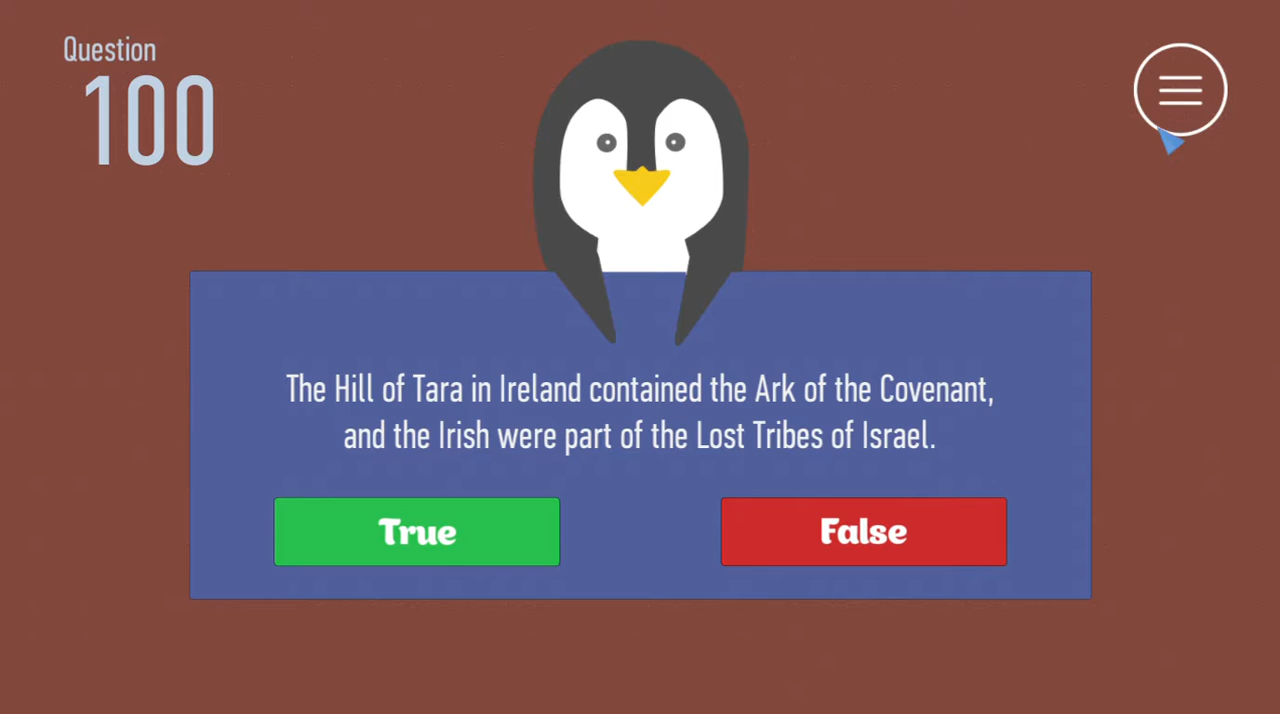 Question
100
The Hill of Tara in Ireland contained the Ark of the Covenant,
and the Irish were part of the Lost Tribes of Israel.
True
False